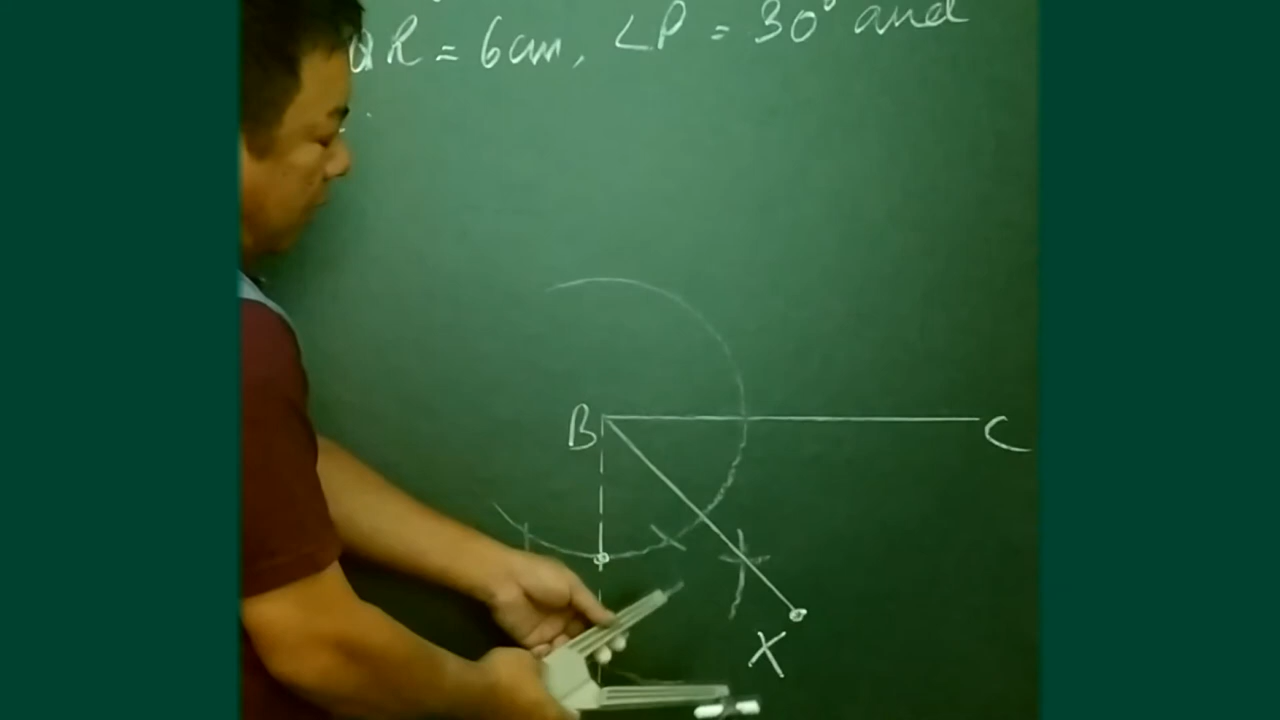 QR = 6cm, ∠P = 30° and
B
C
X